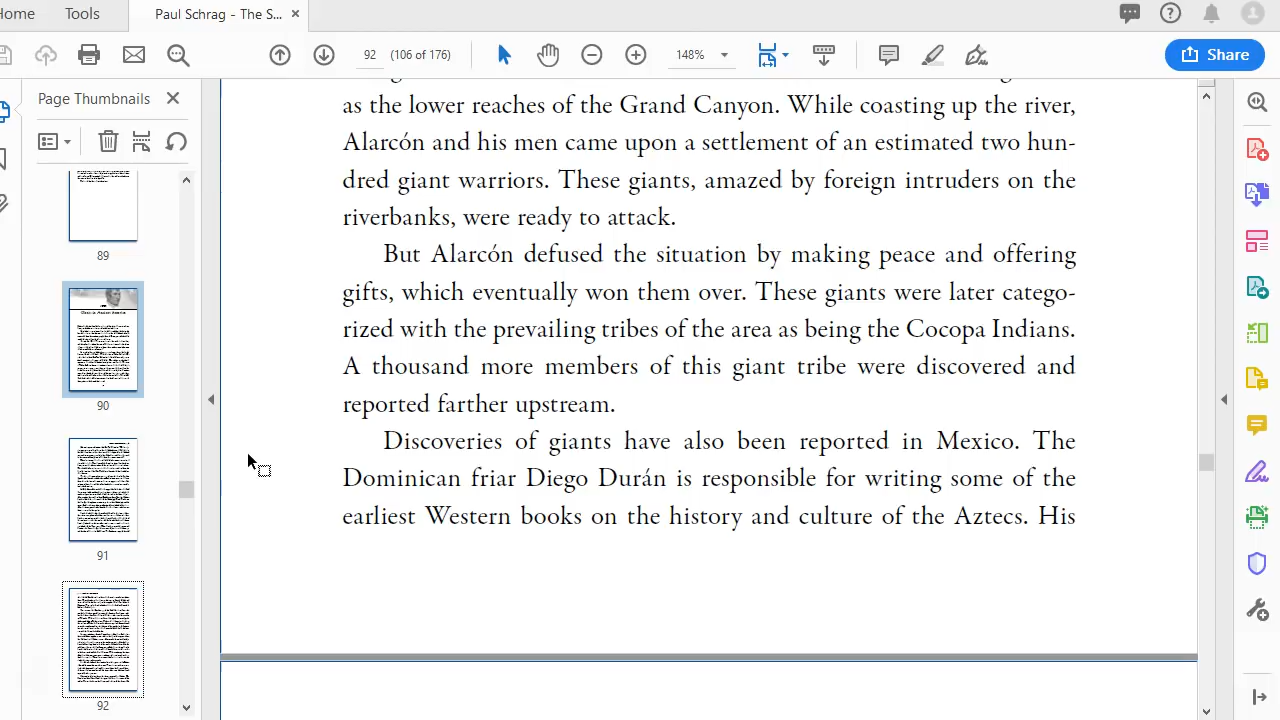 Home
Tools
Paul Schrag - The S...
92
(106 of 176)
148%
Share
Page Thumbnails
89
90
91
92
as the lower reaches of the Grand Canyon. While coasting up the river,
Alarcón and his men came upon a settlement of an estimated two hun-
dred giant warriors. These giants, amazed by foreign intruders on the
riverbanks, were ready to attack.
But Alarcón defused the situation by making peace and offering
gifts, which eventually won them over. These giants were later catego-
rized with the prevailing tribes of the area as being the Cocopa Indians.
A thousand more members of this giant tribe were discovered and
reported farther upstream.
Discoveries of giants have also been reported in Mexico. The
Dominican friar Diego Durán is responsible for writing some of the
earliest Western books on the history and culture of the Aztecs. His